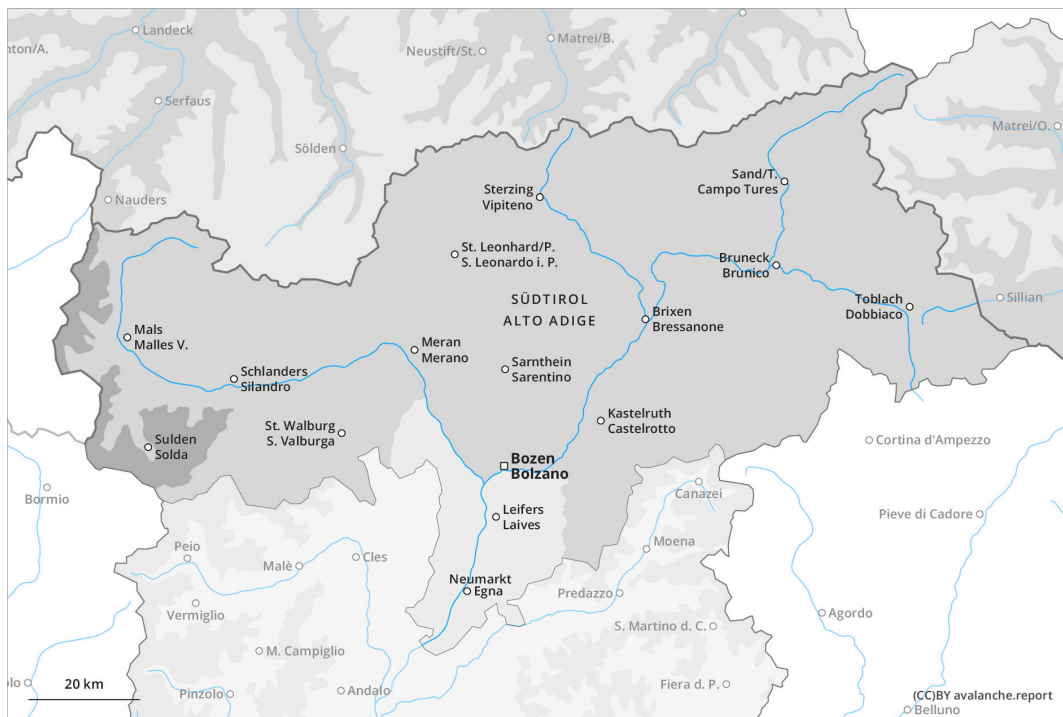 Landeck
nton/A.
Neustift/St.
Matrei/B.
Serfaus
Matrei/O.
Sölden
Nauders
Sterzing
Vipiteno
Sand/T.
Campo Tures
St. Leonhard/P.
S. Leonardo i. P.
Bruneck
Brunico
SÜDTIROL
ALTO ADIGE
Toblach
Dobbiaco
Sillian
Brixen
Bressanone
Mals
Malles V.
Meran
Merano
Schlanders
Silandro
Sarnthein
Sarentino
Kastelruth
Castelrotto
St. Walburg
S. Valburga
Sulden
Solda
Cortina d'Ampezzo
Bozen
Bolzano
Bormio
Canazei
Leifers
Laives
Pieve di Cadore
Peio
Malè
Cles
Moena
Neumarkt
Egna
Predazzo
Vermiglio
Agordo
S. Martino d. C.
M. Campiglio
20 km
olo
Pinzolo
Andalo
Fiera d. P.
(CC)BY avalanche.report
Belluno